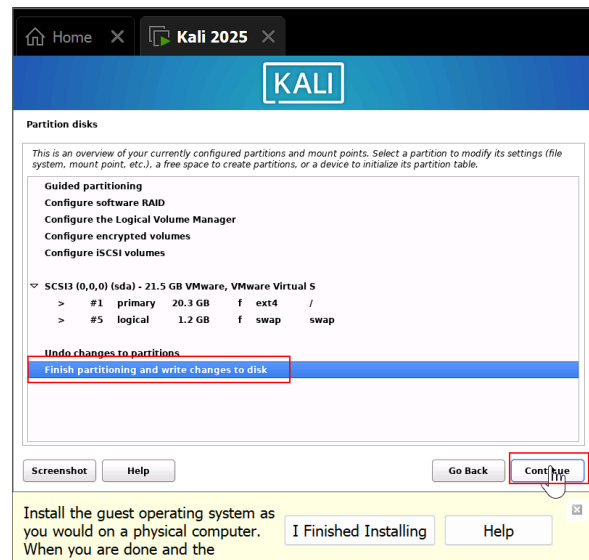 Home
Kali 2025
KALI
Partition disks
This is an overview of your currently configured partitions and mount points. Select a partition to modify its settings (file
system, mount point, etc.), a free space to create partitions, or a device to initialize its partition table.
Guided partitioning
Configure software RAID
Configure the Logical Volume Manager
Configure encrypted volumes
Configure iSCSI volumes
SCSI3 (0,0,0) (sda) - 21.5 GB VMware, VMware Virtual S
> #1 primary 20.3 GB f ext4 /
> #5 logical 1.2 GB f swap swap
Undo changes to partitions
Finish partitioning and write changes to disk
Screenshot Help Go Back Continue
Install the guest operating system as
you would on a physical computer.
When you are done and the
I Finished Installing
Help